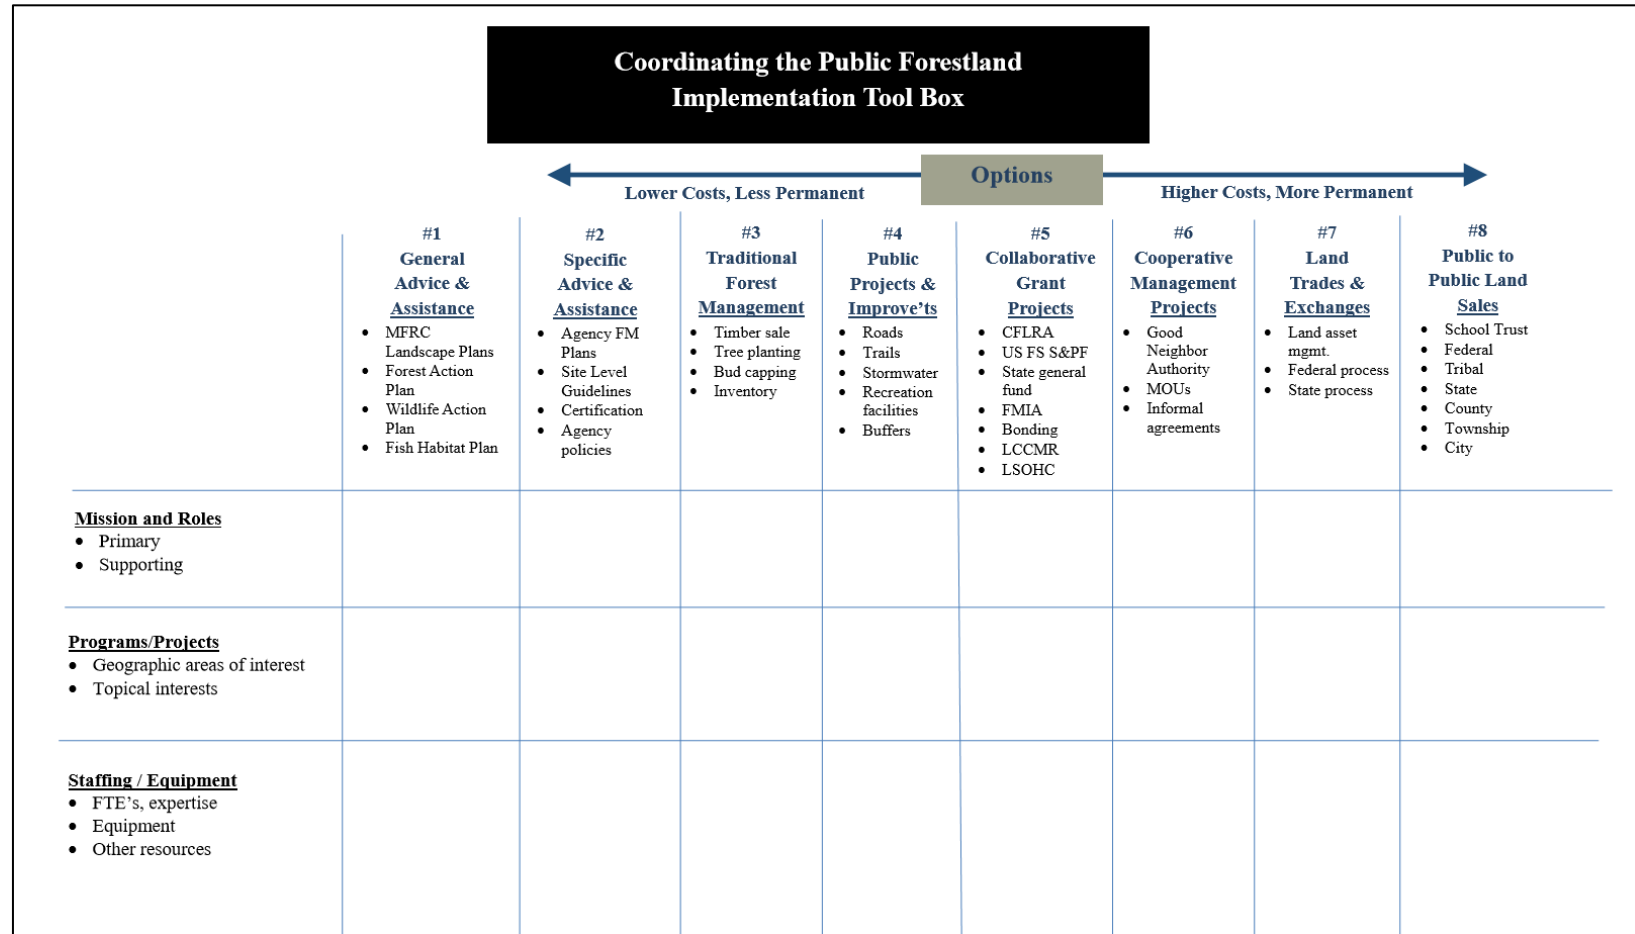 Coordinating the Public Forestland
Implementation Tool Box
Options
Lower Costs, Less Permanent
Higher Costs, More Permanent
#1
General
Advice &
Assistance
• MFRC
Landscape Plans
• Forest Action
Plan
• Wildlife Action
Plan
• Fish Habitat Plan
#2
Specific
Advice &
Assistance
• Agency FM
Plans
• Site Level
Guidelines
• Certification
• Agency
policies
#3
Traditional
Forest
Management
• Timber sale
• Tree planting
• Bud capping
• Inventory
#4
Public
Projects &
Improve'ts
• Roads
• Trails
• Stormwater
• Recreation
facilities
• Buffers
#5
Collaborative
Grant
Projects
• CFLRA
• US FS S&PF
• State general
fund
• FMIA
• Bonding
• LCCMR
• LSOHC
#6
Cooperative
Management
Projects
• Good
Neighbor
Authority
• MOUs
• Informal
agreements
#7
Land
Trades &
Exchanges
• Land asset
mgmt.
• Federal process
• State process
#8
Public to
Public Land
Sales
• School Trust
• Federal
• Tribal
• State
• County
• Township
• City
Mission and Roles
• Primary
• Supporting
Programs/Projects
• Geographic areas of interest
• Topical interests
Staffing / Equipment
• FTE's, expertise
• Equipment
• Other resources